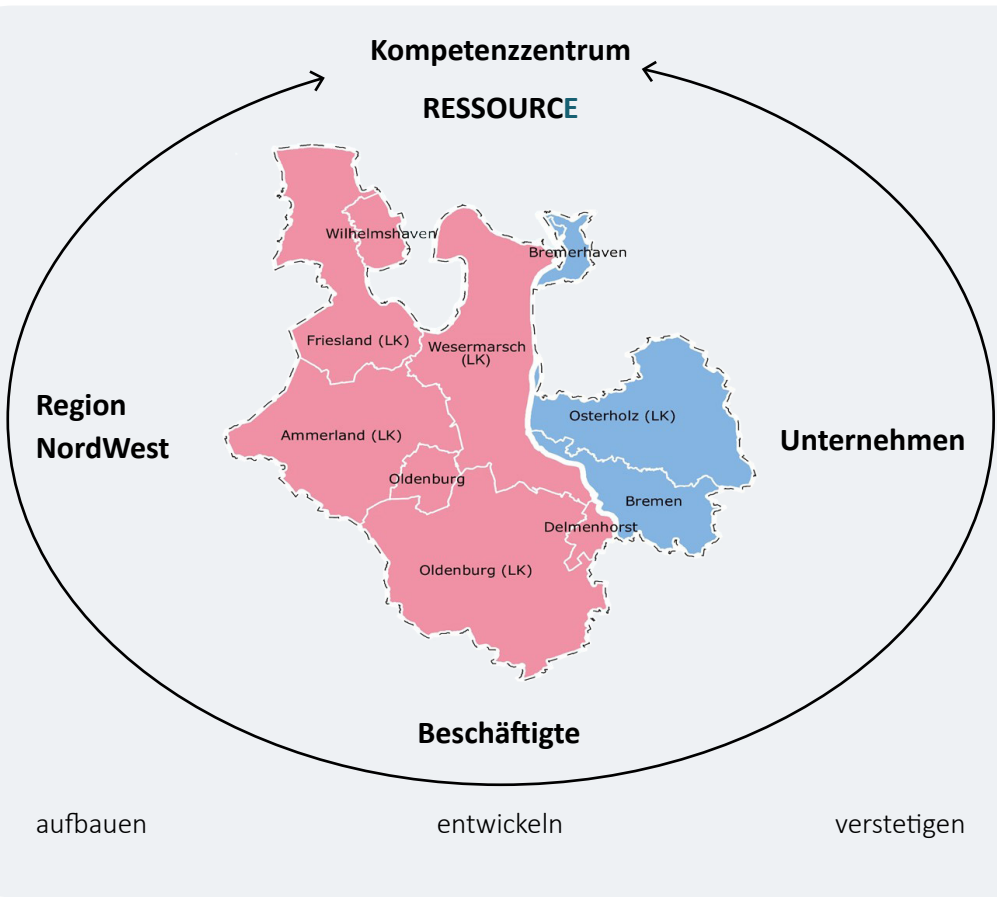 Kompetenzzentrum
RESSOURCE
Wilhelmshaven
Bremerhaven
Friesland (LK)
Wesermarsch
(LK)
Region
NordWest
Ammerland (LK)
Osterholz (LK)
Unternehmen
Oldenburg
Bremen
Delmenhorst
Oldenburg (LK)
Beschäftigte
aufbauen
entwickeln
verstetigen